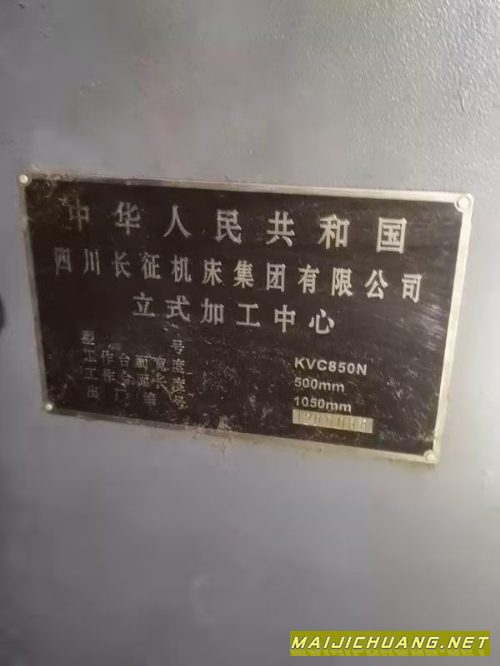 中华人民共和国
四川长征机床集团有限公司
立式加工中心
型号 KVC850N
工作台面宽度 500mm
工作台面长度 1050mm
出厂编号
MAIJICHUANG.NET